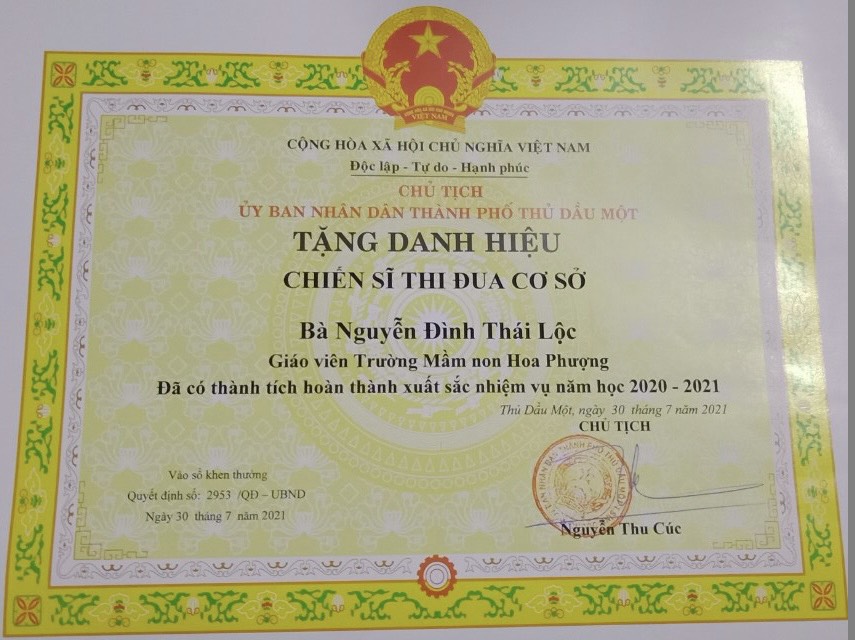 VIỆT NAM
CỘNG HÒA XÃ HỘI CHỦ NGHĨA VIỆT NAM
Độc lập - Tự do - Hạnh phúc
CHỦ TỊCH
ỦY BAN NHÂN DÂN THÀNH PHỐ THỦ DẦU MỘT
TẶNG DANH HIỆU
CHIẾN SĨ THI ĐUA CƠ SỞ
Bà Nguyễn Đình Thái Lộc
Giáo viên Trường Mầm non Hoa Phượng
Đã có thành tích hoàn thành xuất sắc nhiệm vụ năm học 2020 - 2021
Thủ Dầu Một, ngày 30 tháng 7 năm 2021
CHỦ TỊCH
Vào sổ khen thưởng
Quyết định số: 2953 /QĐ – UBND
Ngày 30 tháng 7 năm 2021
Nguyễn Thu Cúc